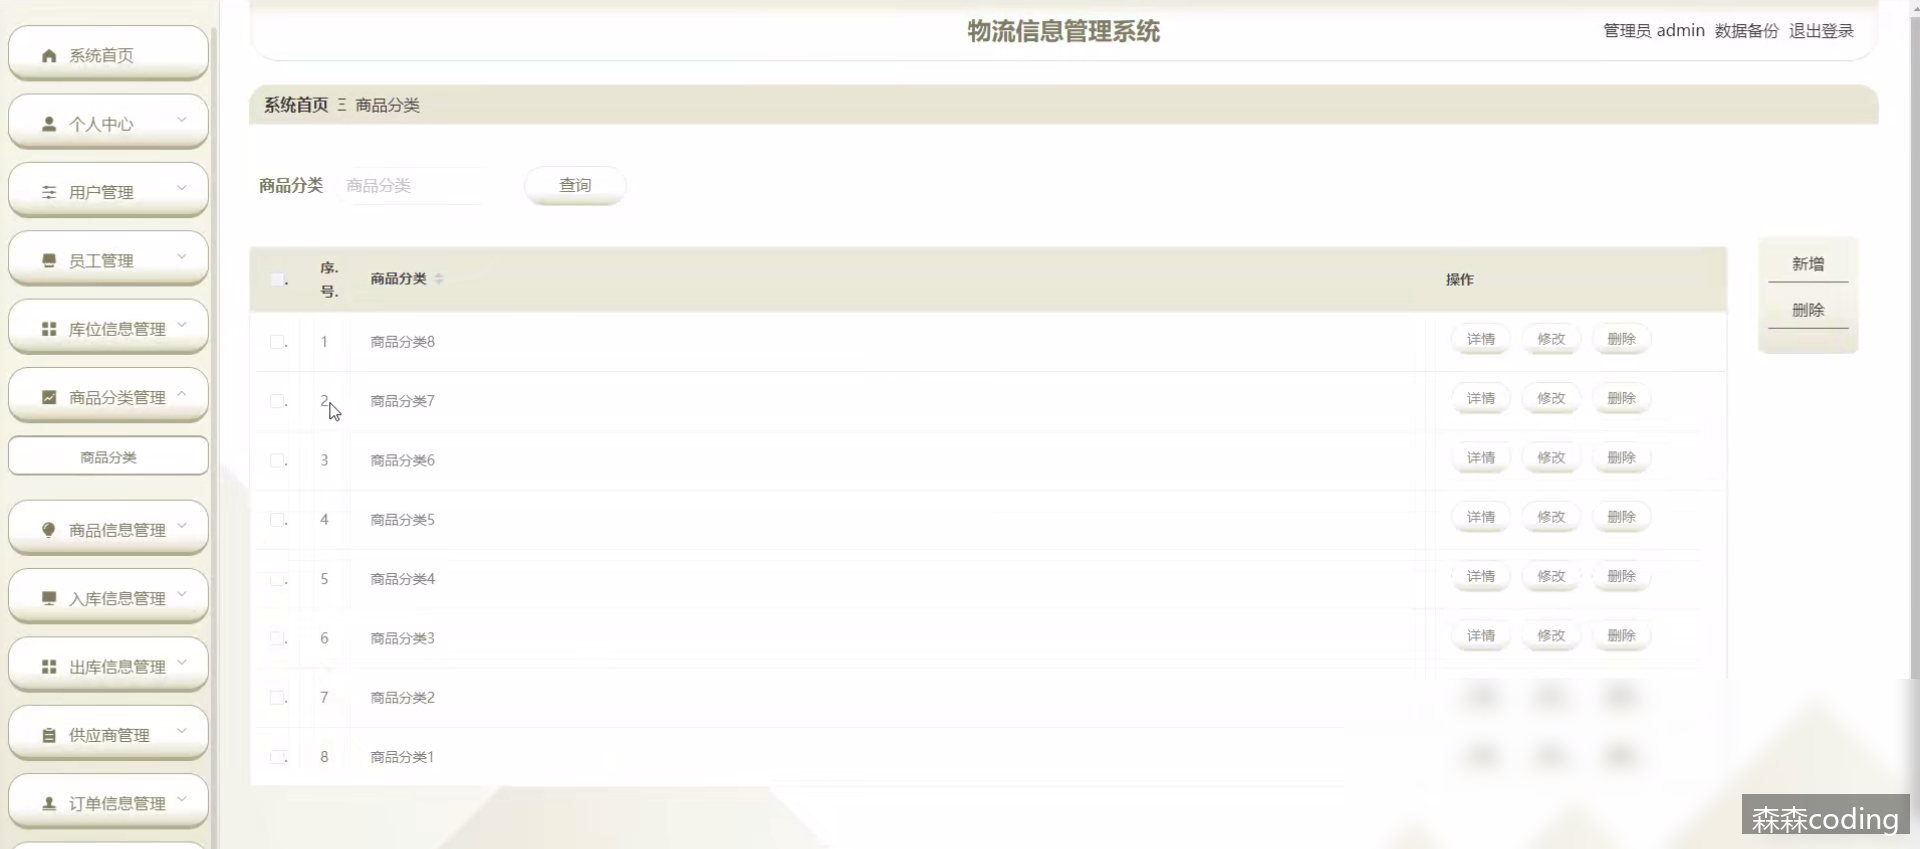 物流信息管理系统
管理员 admin 数据备份 退出登录
系统首页
个人中心
用户管理
员工管理
库位信息管理
商品分类管理
商品分类
商品信息管理
入库信息管理
出库信息管理
供应商管理
订单信息管理
系统首页 Ξ 商品分类
商品分类 商品分类 查询
序号 商品分类 操作
1 商品分类8 详情 修改 删除
2 商品分类7 详情 修改 删除
3 商品分类6 详情 修改 删除
4 商品分类5 详情 修改 删除
5 商品分类4 详情 修改 删除
6 商品分类3 详情 修改 删除
7 商品分类2
8 商品分类1
新增
删除
森森coding